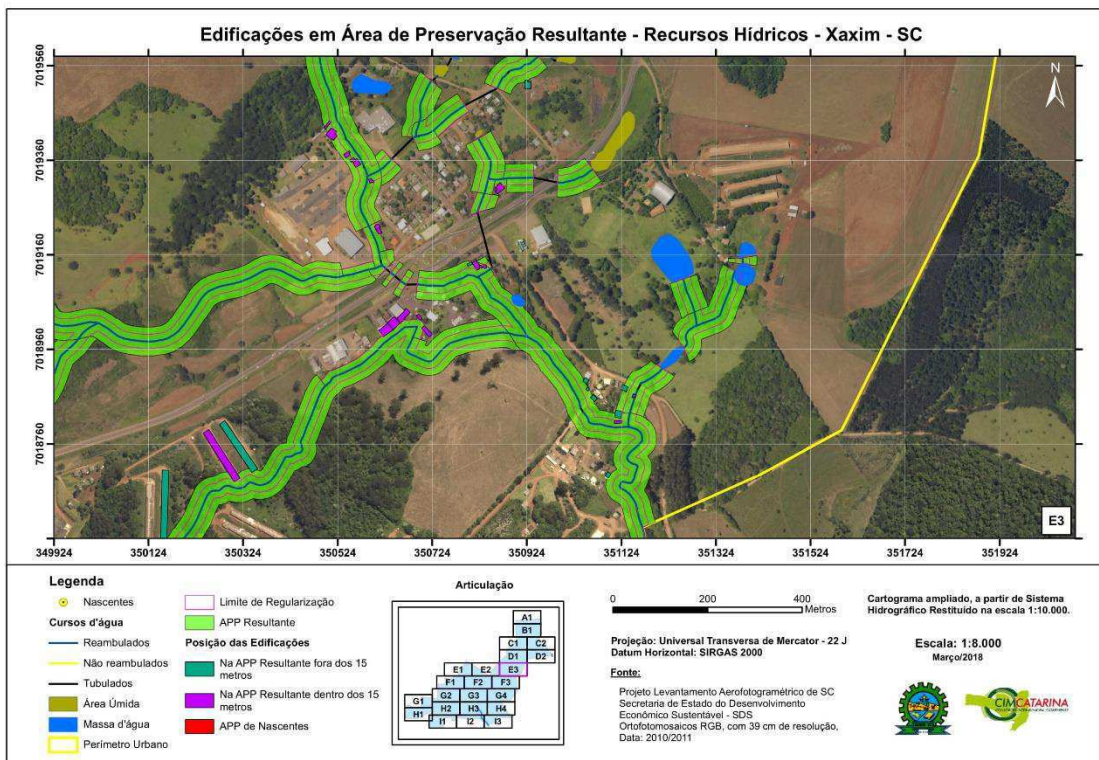 Edificações em Área de Preservação Resultante - Recursos Hídricos - Xaxim - SC
7019560
7019360
7019160
7018960
7018760
N
E3
349924 350124 350324 350524 350724 350924 351124 351324 351524 351724 351924
Legenda
Nascentes
Cursos d'água
Reambulados
Não reambulados
Tubulados
Área Úmida
Massa d'água
Perímetro Urbano
Limite de Regularização
APP Resultante
Posição das Edificações
Na APP Resultante fora dos 15
metros
Na APP Resultante dentro dos 15
metros
APP de Nascentes
Articulação
A1
B1
C1 C2
D1 D2
E1 E2 E3
F1 F2 F3
G1 G2 G3 G4
H1 H2 H3 H4
I1 I2 I3
0 200 400
Metros
Projeção: Universal Transversa de Mercator - 22 J
Datum Horizontal: SIRGAS 2000
Fonte:
Projeto Levantamento Aerofotogramétrico de SC
Secretaria de Estado do Desenvolvimento
Econômico Sustentável - SDS
Ortofotomosaicos RGB, com 39 cm de resolução,
Data: 2010/2011
Cartograma ampliado, a partir de Sistema
Hidrográfico Restituído na escala 1:10.000.
Escala: 1:8.000
Março/2018
CIMCATARINA